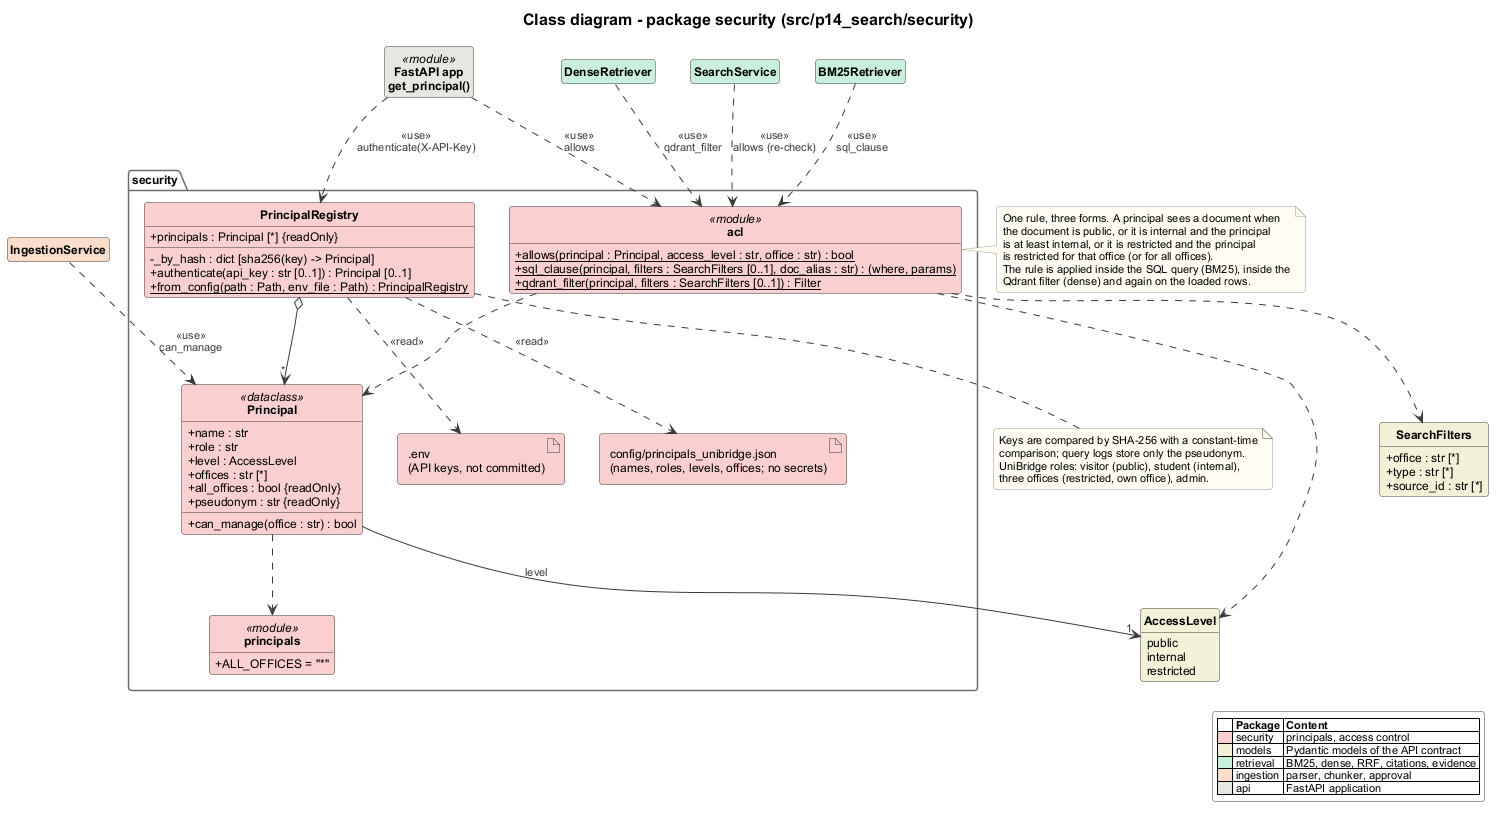 Class diagram - package security (src/p14_search/security)
«module»
FastAPI app
get_principal()
DenseRetriever
SearchService
BM25Retriever
«use»
authenticate(X-API-Key)
«use»
allows
«use»
qdrant_filter
«use»
allows (re-check)
«use»
sql_clause
security
PrincipalRegistry
+principals : Principal [*] {readOnly}
-_by_hash : dict [sha256(key) -> Principal]
+authenticate(api_key : str [0..1]) : Principal [0..1]
+from_config(path : Path, env_file : Path) : PrincipalRegistry
«module»
acl
+allows(principal : Principal, access_level : str, office : str) : bool
+sql_clause(principal, filters : SearchFilters [0..1], doc_alias : str) : (where, params)
+qdrant_filter(principal, filters : SearchFilters [0..1]) : Filter
One rule, three forms. A principal sees a document when
the document is public, or it is internal and the principal
is at least internal, or it is restricted and the principal
is restricted for that office (or for all offices).
The rule is applied inside the SQL query (BM25), inside the
Qdrant filter (dense) and again on the loaded rows.
IngestionService
«use»
can_manage
«read»
«read»
*
«dataclass»
Principal
+name : str
+role : str
+level : AccessLevel
+offices : str [*]
+all_offices : bool {readOnly}
+pseudonym : str {readOnly}
+can_manage(office : str) : bool
.env
(API keys, not committed)
config/principals_unibridge.json
(names, roles, levels, offices; no secrets)
Keys are compared by SHA-256 with a constant-time
comparison; query logs store only the pseudonym.
UniBridge roles: visitor (public), student (internal),
three offices (restricted, own office), admin.
SearchFilters
+office : str [*]
+type : str [*]
+source_id : str [*]
level
1
«module»
principals
+ALL_OFFICES = "*"
AccessLevel
public
internal
restricted
Package Content
security principals, access control
models Pydantic models of the API contract
retrieval BM25, dense, RRF, citations, evidence
ingestion parser, chunker, approval
api FastAPI application